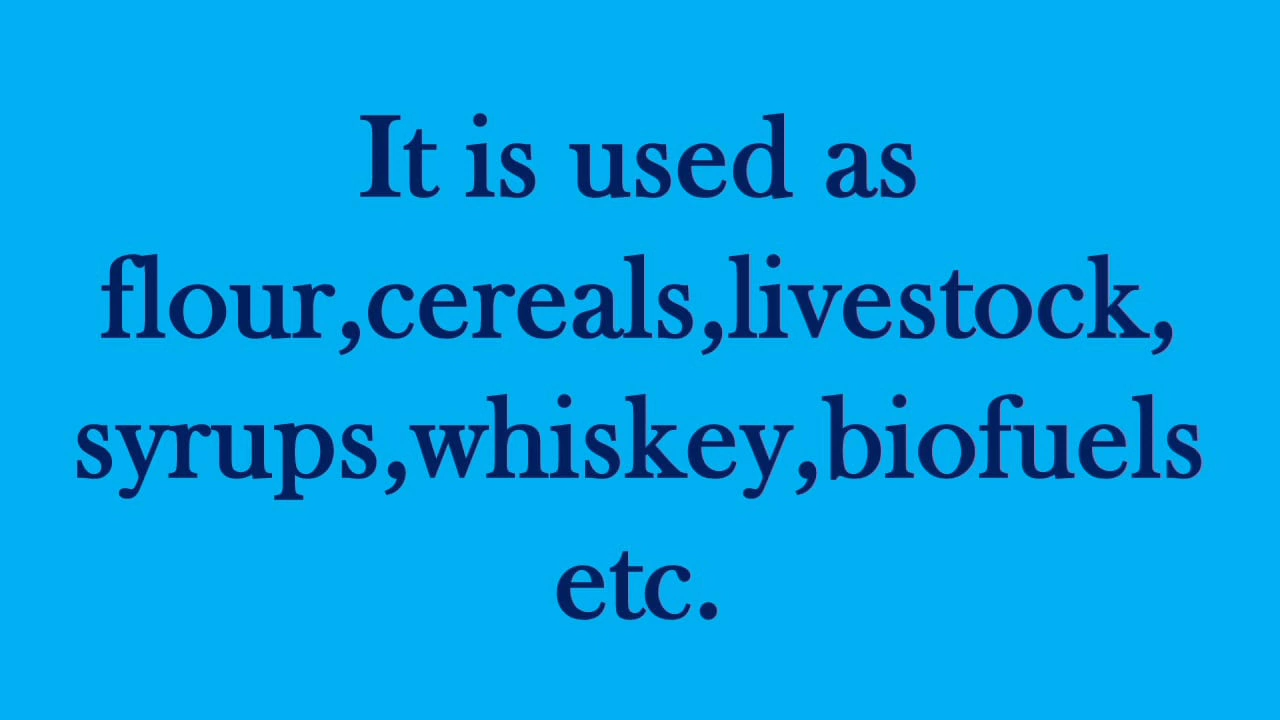 It is used as
flour,cereals,livestock,
syrups,whiskey,biofuels
etc.